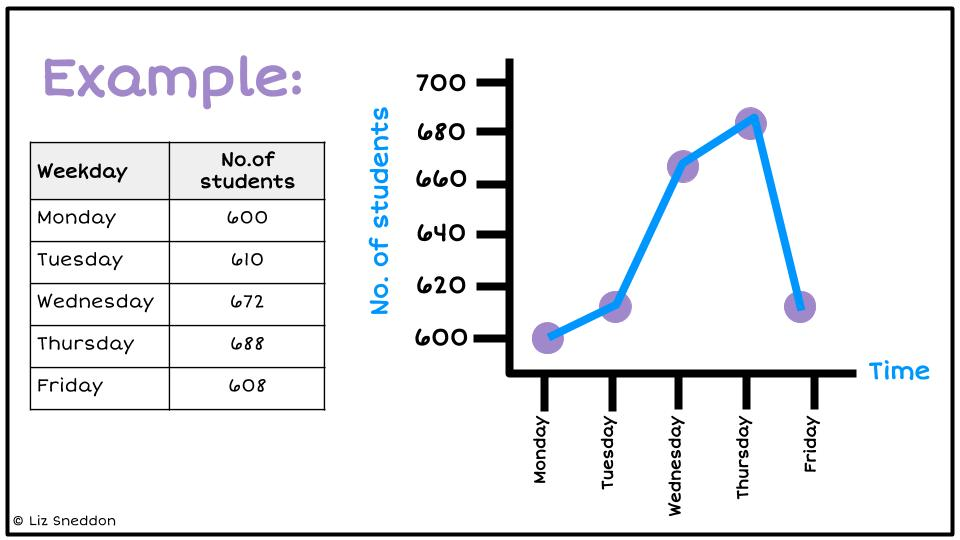 Example:
Weekday No.of
students
Monday 600
Tuesday 610
Wednesday 672
Thursday 688
Friday 608
No. of students
700
680
660
640
620
600
Time
Monday
Tuesday
Wednesday
Thursday
Friday
© Liz Sneddon